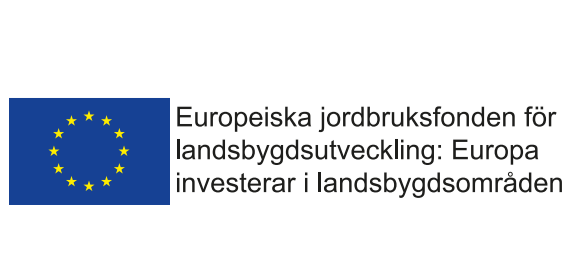 Europeiska jordbruksfonden för
landsbygdsutveckling: Europa
investerar i landsbygdsområden